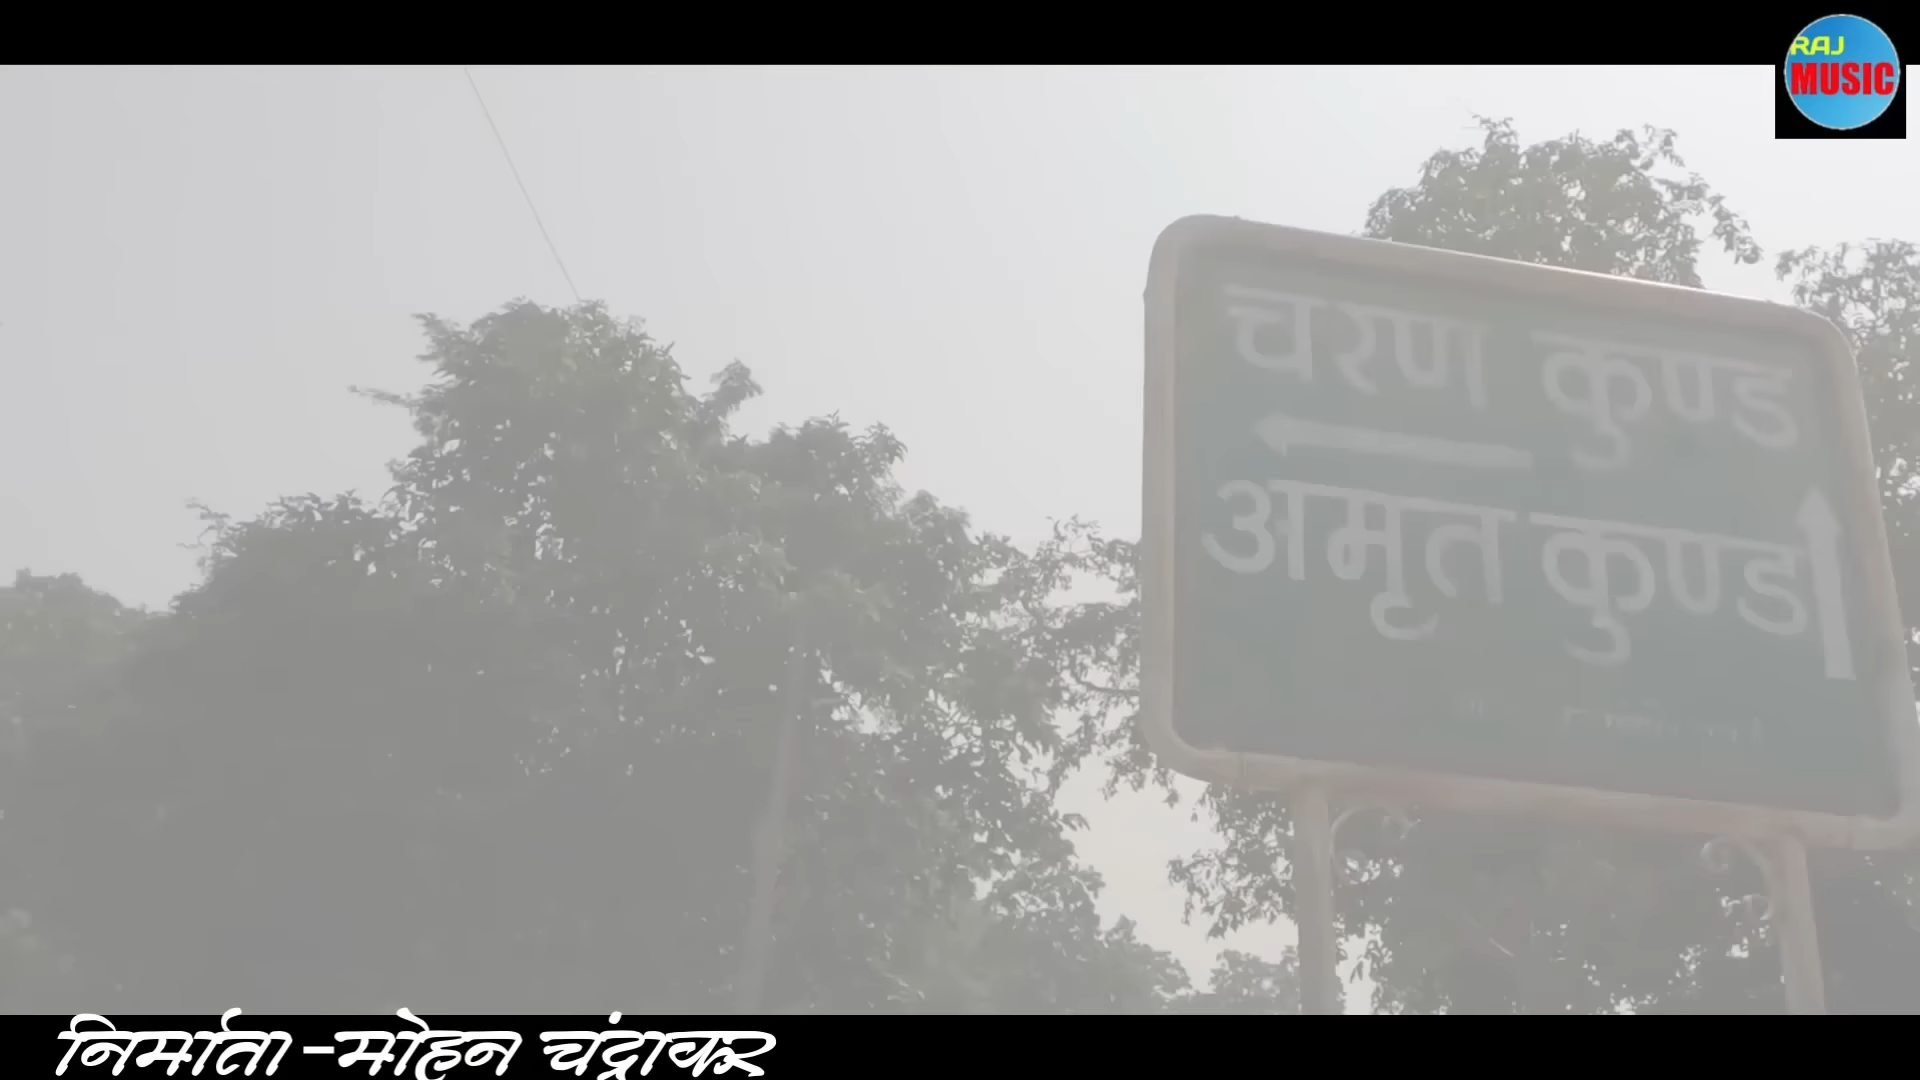 RAJ
MUSIC
चरण कुण्ड
अमृत कुण्ड
निर्माता -मोहन चंद्राकर